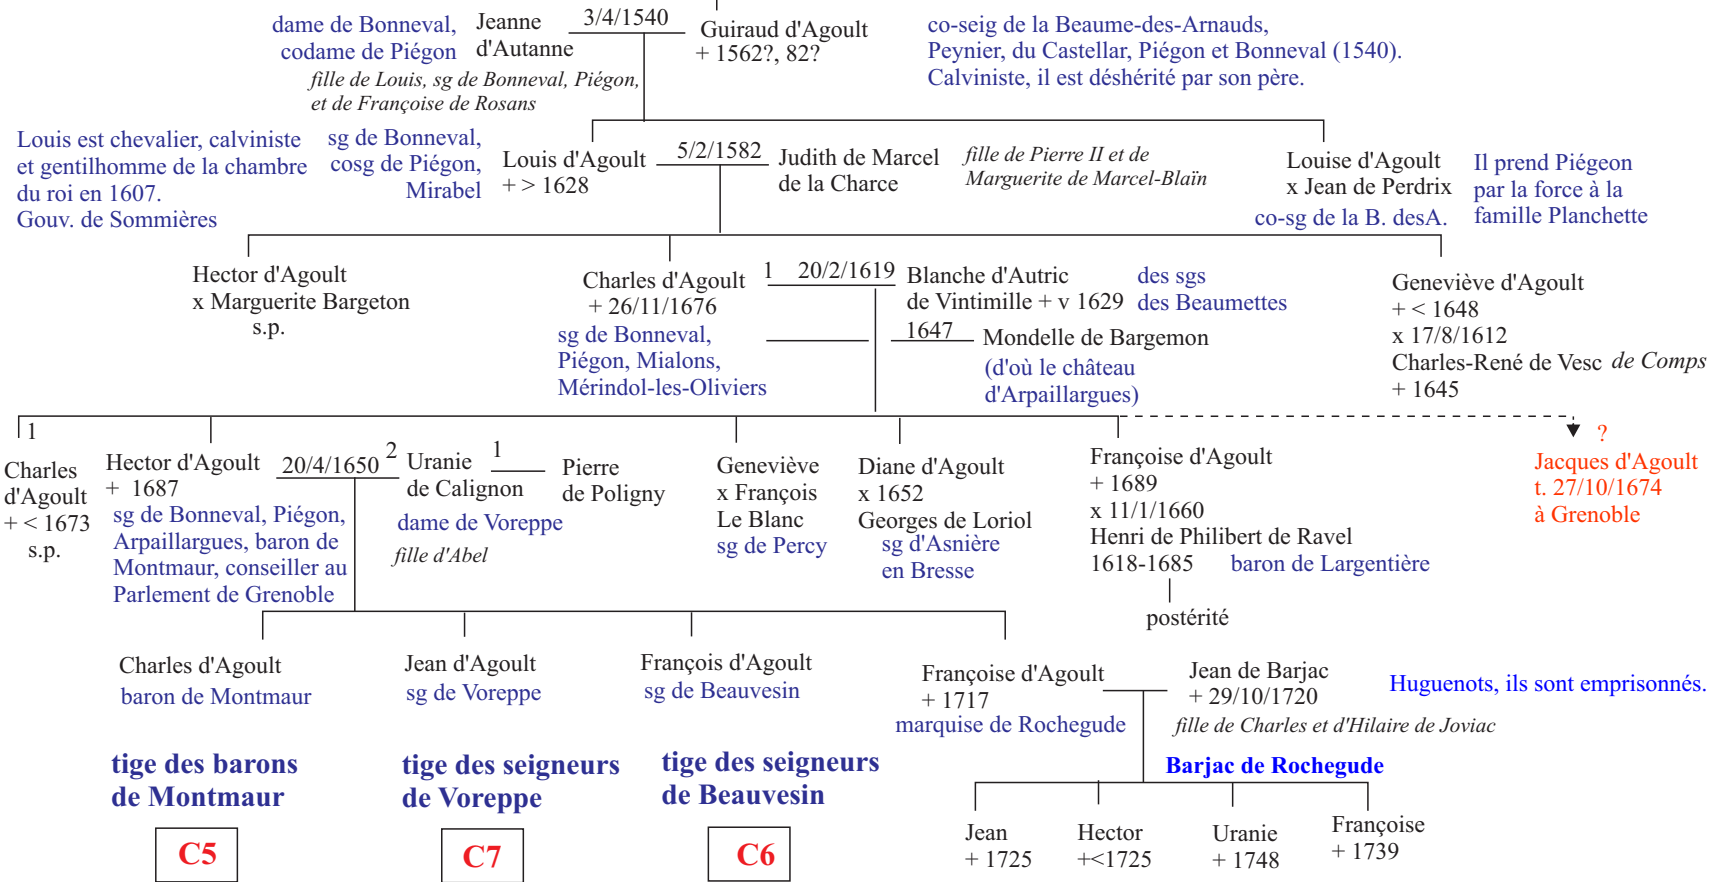 dame de Bonneval,
codame de Piégon
Jeanne
d'Autanne
3/4/1540
Guiraud d'Agoult
+ 1562?, 82?
co-seig de la Beaume-des-Arnauds,
Peynier, du Castellar, Piégon et Bonneval (1540).
Calviniste, il est déshérité par son père.
fille de Louis, sg de Bonneval, Piégon,
et de Françoise de Rosans
Louis est chevalier, calviniste
et gentilhomme de la chambre
du roi en 1607.
Gouv. de Sommières
sg de Bonneval,
cosg de Piégon,
Mirabel
Louis d'Agoult
+ > 1628
5/2/1582
Judith de Marcel
de la Charce
fille de Pierre II et de
Marguerite de Marcel-Blaïn
Louise d'Agoult
x Jean de Perdrix
co-sg de la B. desA.
Il prend Piégeon
par la force à la
famille Planchette
Hector d'Agoult
x Marguerite Bargeton
s.p.
Charles d'Agoult
+ 26/11/1676
sg de Bonneval,
Piégon, Mialons,
Mérindol-les-Oliviers
1 20/2/1619
Blanche d'Autric
de Vintimille + v 1629
des sgs
des Beaumettes
1647
Mondelle de Bargemon
(d'où le château
d'Arpaillargues)
Geneviève d'Agoult
+ < 1648
x 17/8/1612
Charles-René de Vesc de Comps
+ 1645
1
Charles
d'Agoult
+ < 1673
s.p.
Hector d'Agoult
+ 1687
sg de Bonneval, Piégon,
Arpaillargues, baron de
Montmaur, conseiller au
Parlement de Grenoble
20/4/1650 2
Uranie
de Calignon
dame de Voreppe
fille d'Abel
1
Pierre
de Poligny
Geneviève
x François
Le Blanc
sg de Percy
Diane d'Agoult
x 1652
Georges de Loriol
sg d'Asnière
en Bresse
Françoise d'Agoult
+ 1689
x 11/1/1660
Henri de Philibert de Ravel
1618-1685 baron de Largentière
postérité
?
Jacques d'Agoult
t. 27/10/1674
à Grenoble
Charles d'Agoult
baron de Montmaur
Jean d'Agoult
sg de Voreppe
François d'Agoult
sg de Beauvesin
Françoise d'Agoult
+ 1717
marquise de Rochegude
Jean de Barjac
+ 29/10/1720
fille de Charles et d'Hilaire de Joviac
Huguenots, ils sont emprisonnés.
tige des barons
de Montmaur
tige des seigneurs
de Voreppe
tige des seigneurs
de Beauvesin
Barjac de Rochegude
C5
C7
C6
Jean
+ 1725
Hector
+<1725
Uranie
+ 1748
Françoise
+ 1739